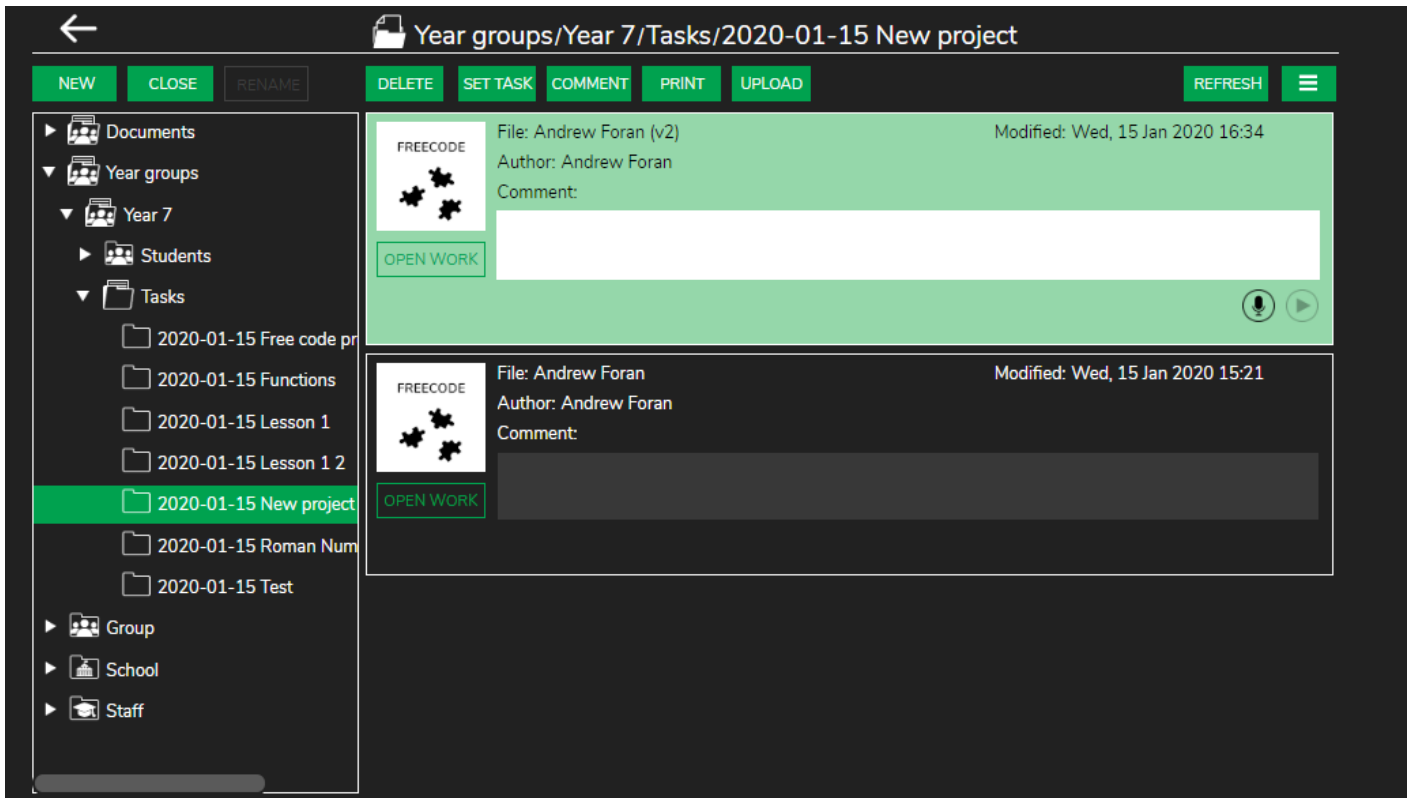 Year groups/Year 7/Tasks/2020-01-15 New project
NEW CLOSE RENAME DELETE SET TASK COMMENT PRINT UPLOAD REFRESH
Documents
Year groups
Year 7
Students
Tasks
2020-01-15 Free code pr
2020-01-15 Functions
2020-01-15 Lesson 1
2020-01-15 Lesson 1 2
2020-01-15 New project
2020-01-15 Roman Num
2020-01-15 Test
Group
School
Staff
FREECODE
OPEN WORK
File: Andrew Foran (v2) Modified: Wed, 15 Jan 2020 16:34
Author: Andrew Foran
Comment:
FREECODE
OPEN WORK
File: Andrew Foran Modified: Wed, 15 Jan 2020 15:21
Author: Andrew Foran
Comment: